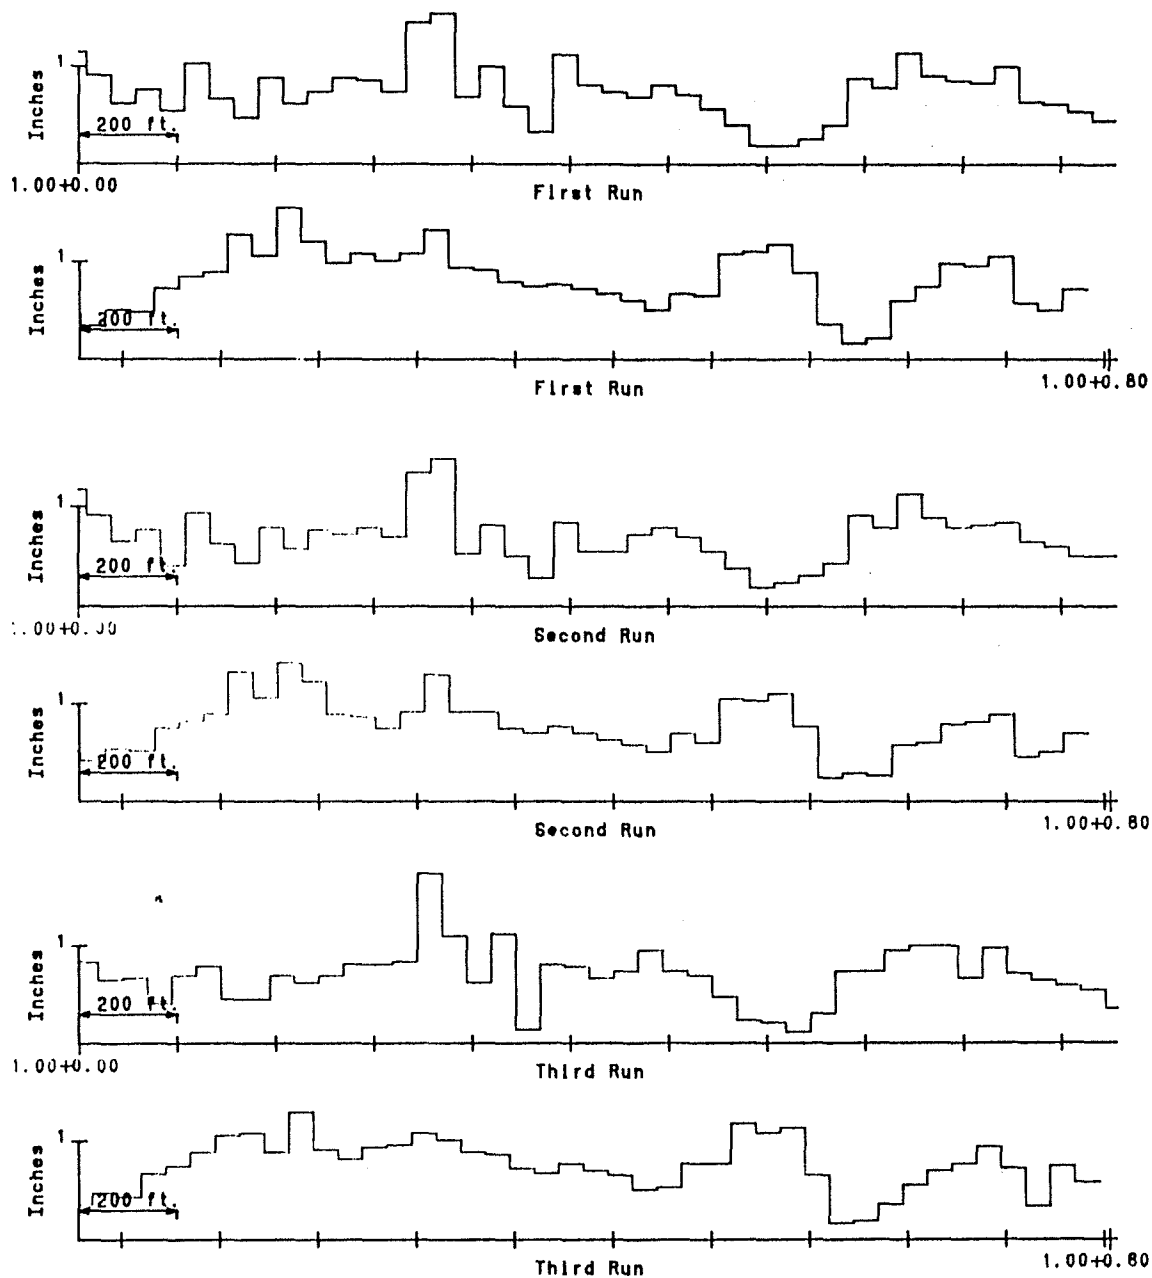 1
Inches
200 ft.
1.00+0.00
First Run
1
Inches
200 ft.
First Run
1.00+0.80
1
Inches
200 ft.
Second Run
1
Inches
200 ft.
Second Run
1.00+0.80
1
Inches
200 ft.
1.00+0.00
Third Run
1
Inches
200 ft.
Third Run
1.00+0.80